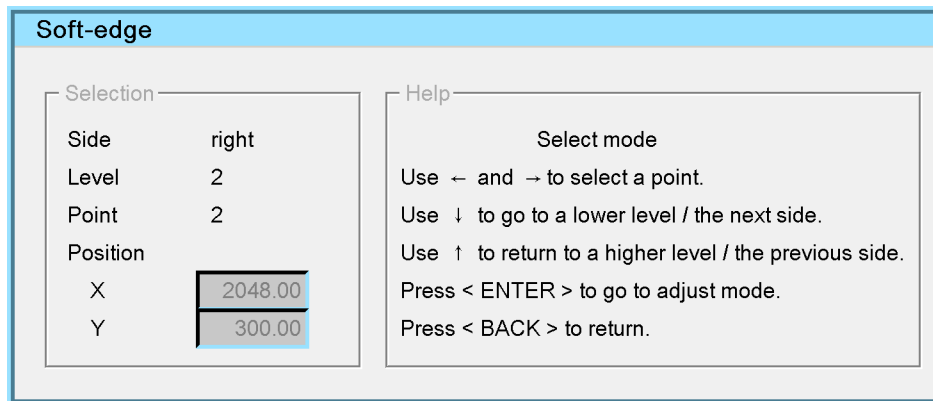 Soft-edge
Selection
Side right
Level 2
Point 2
Position
X 2048.00
Y 300.00
Help
Select mode
Use ← and → to select a point.
Use ↓ to go to a lower level / the next side.
Use ↑ to return to a higher level / the previous side.
Press < ENTER > to go to adjust mode.
Press < BACK > to return.